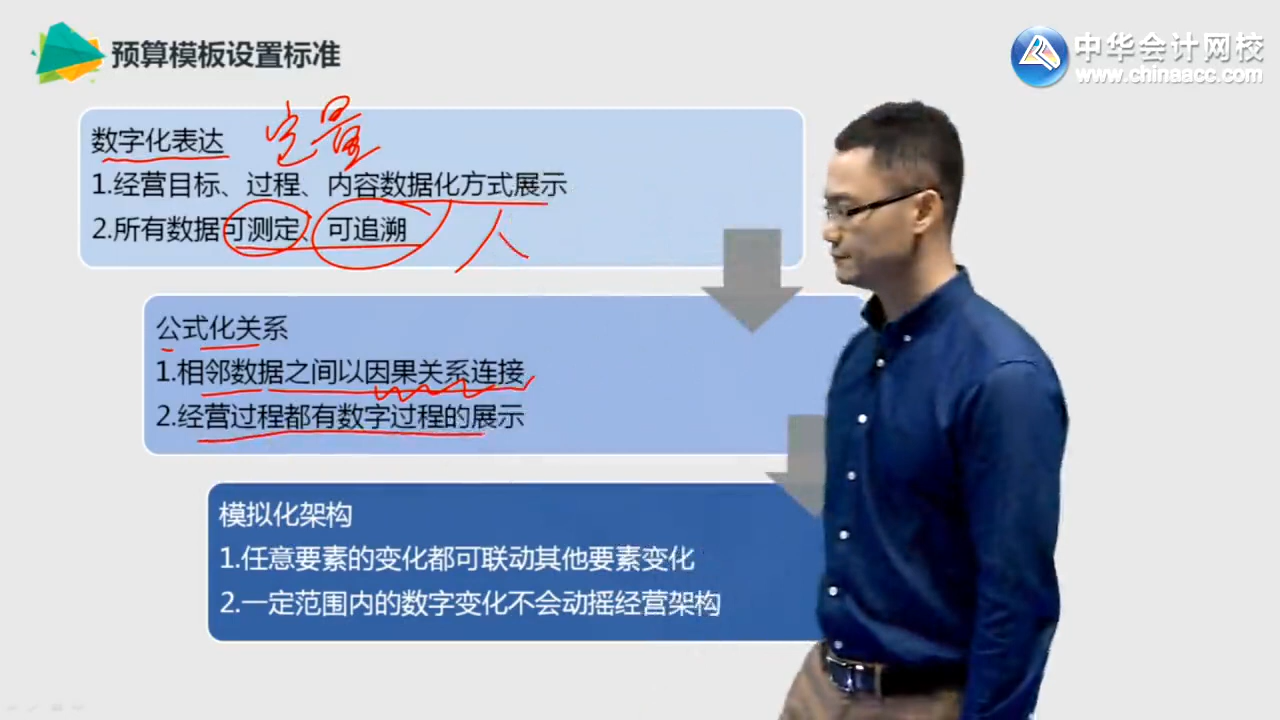 预算模板设置标准
中华会计网校
www.chinaacc.com
数字化表达
定量
1.经营目标、过程、内容数据化方式展示
2.所有数据可测定、可追溯
人
公式化关系
1.相邻数据之间以因果关系连接
2.经营过程都有数字过程的展示
模拟化架构
1.任意要素的变化都可联动其他要素变化
2.一定范围内的数字变化不会动摇经营架构